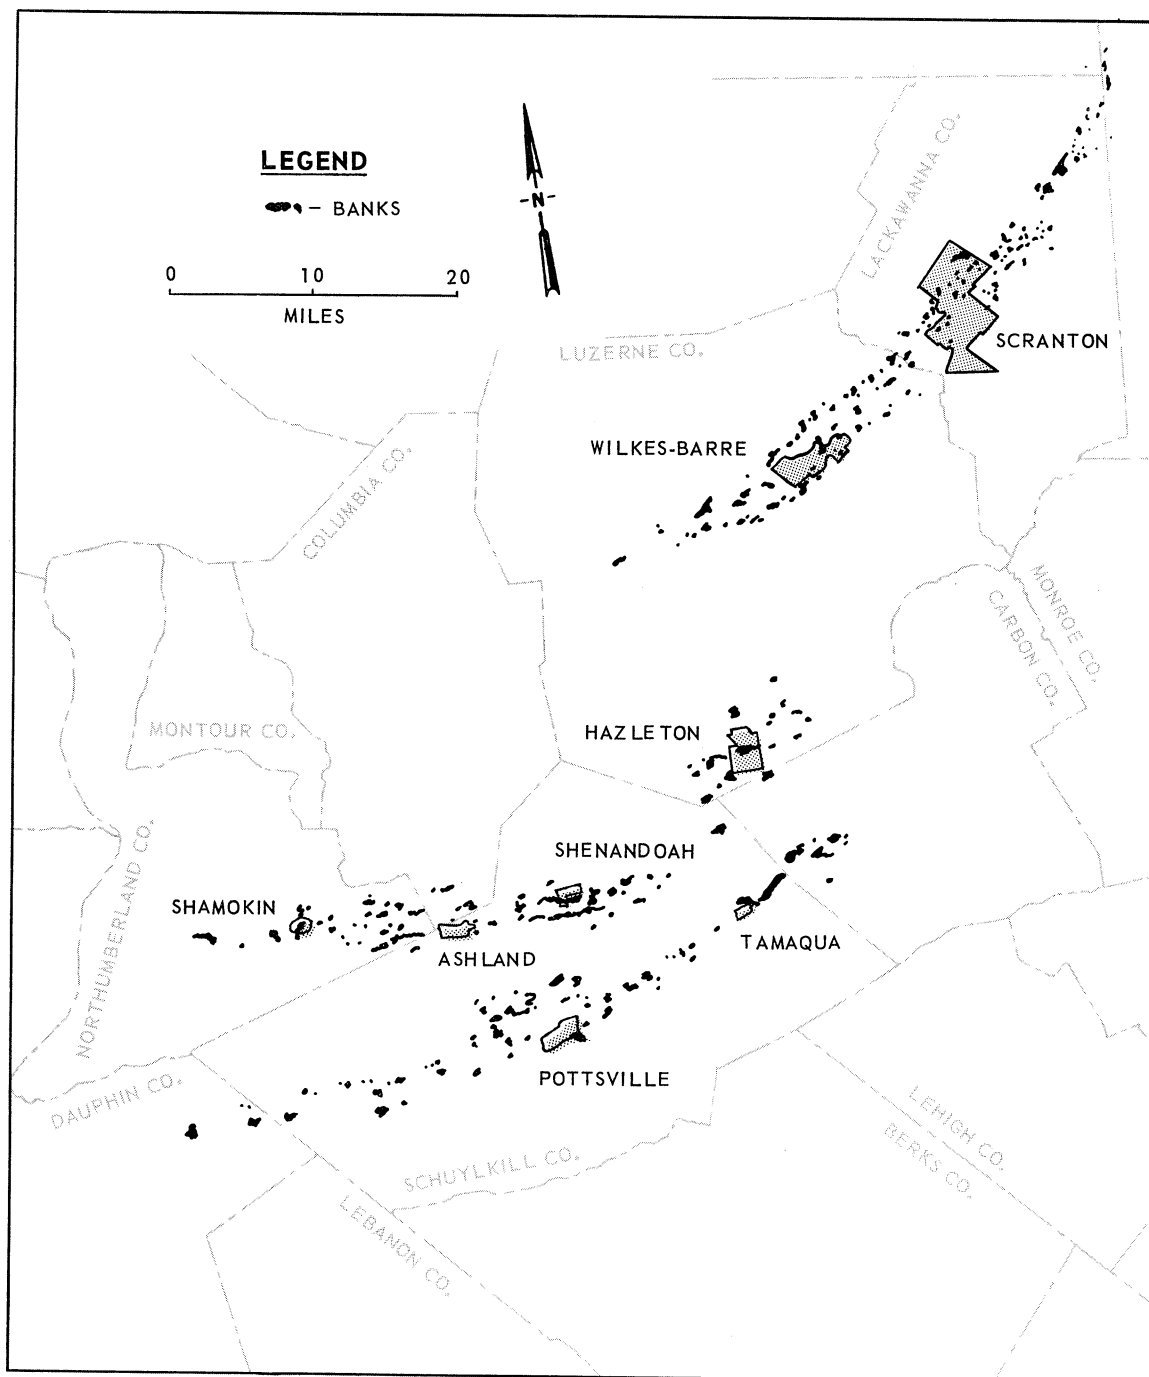 LACKAWANNA CO.
LEGEND
- BANKS
N
0 10 20
MILES
SCRANTON
LUZERNE CO.
WILKES-BARRE
COLUMBIA CO.
MONROE CO.
CARBON CO.
MONTOUR CO.
HAZLETON
SHENANDOAH
SHAMOKIN
NORTHUMBERLAND CO.
ASHLAND
TAMAQUA
POTTSVILLE
DAUPHIN CO.
LEHIGH CO.
BERKS CO.
SCHUYLKILL CO.
LEBANON CO.